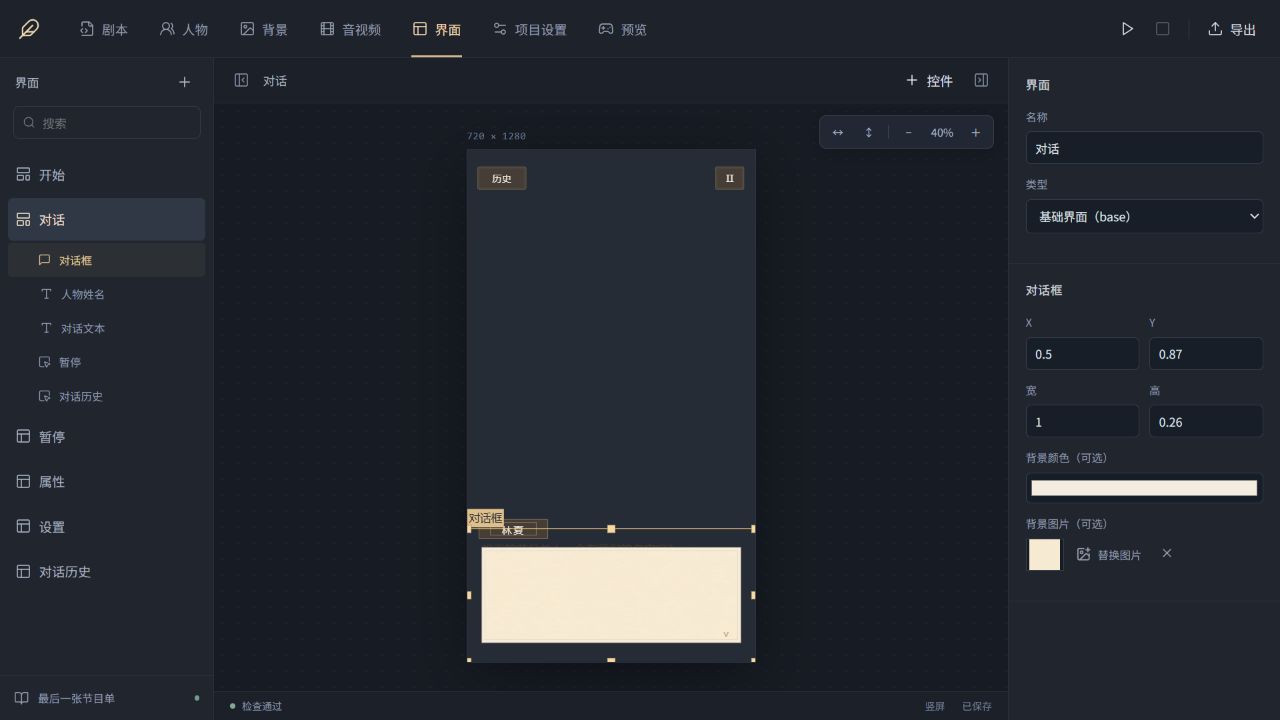 剧本
人物
背景
音视频
界面
项目设置
预览
导出
界面
搜索
开始
对话
对话框
人物姓名
对话文本
暂停
对话历史
暂停
属性
设置
对话历史
最后一张节目单
对话
控件
720 × 1280
40%
历史
II
对话框
林夏
检查通过
竖屏
已保存
界面
名称
对话
类型
基础界面（base）
对话框
X
Y
0.5
0.87
宽
高
1
0.26
背景颜色（可选）
背景图片（可选）
替换图片